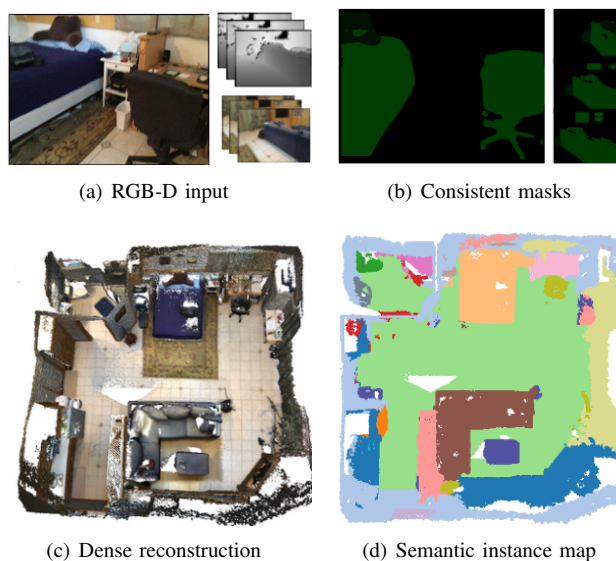 (a) RGB-D input
(b) Consistent masks
(c) Dense reconstruction
(d) Semantic instance map